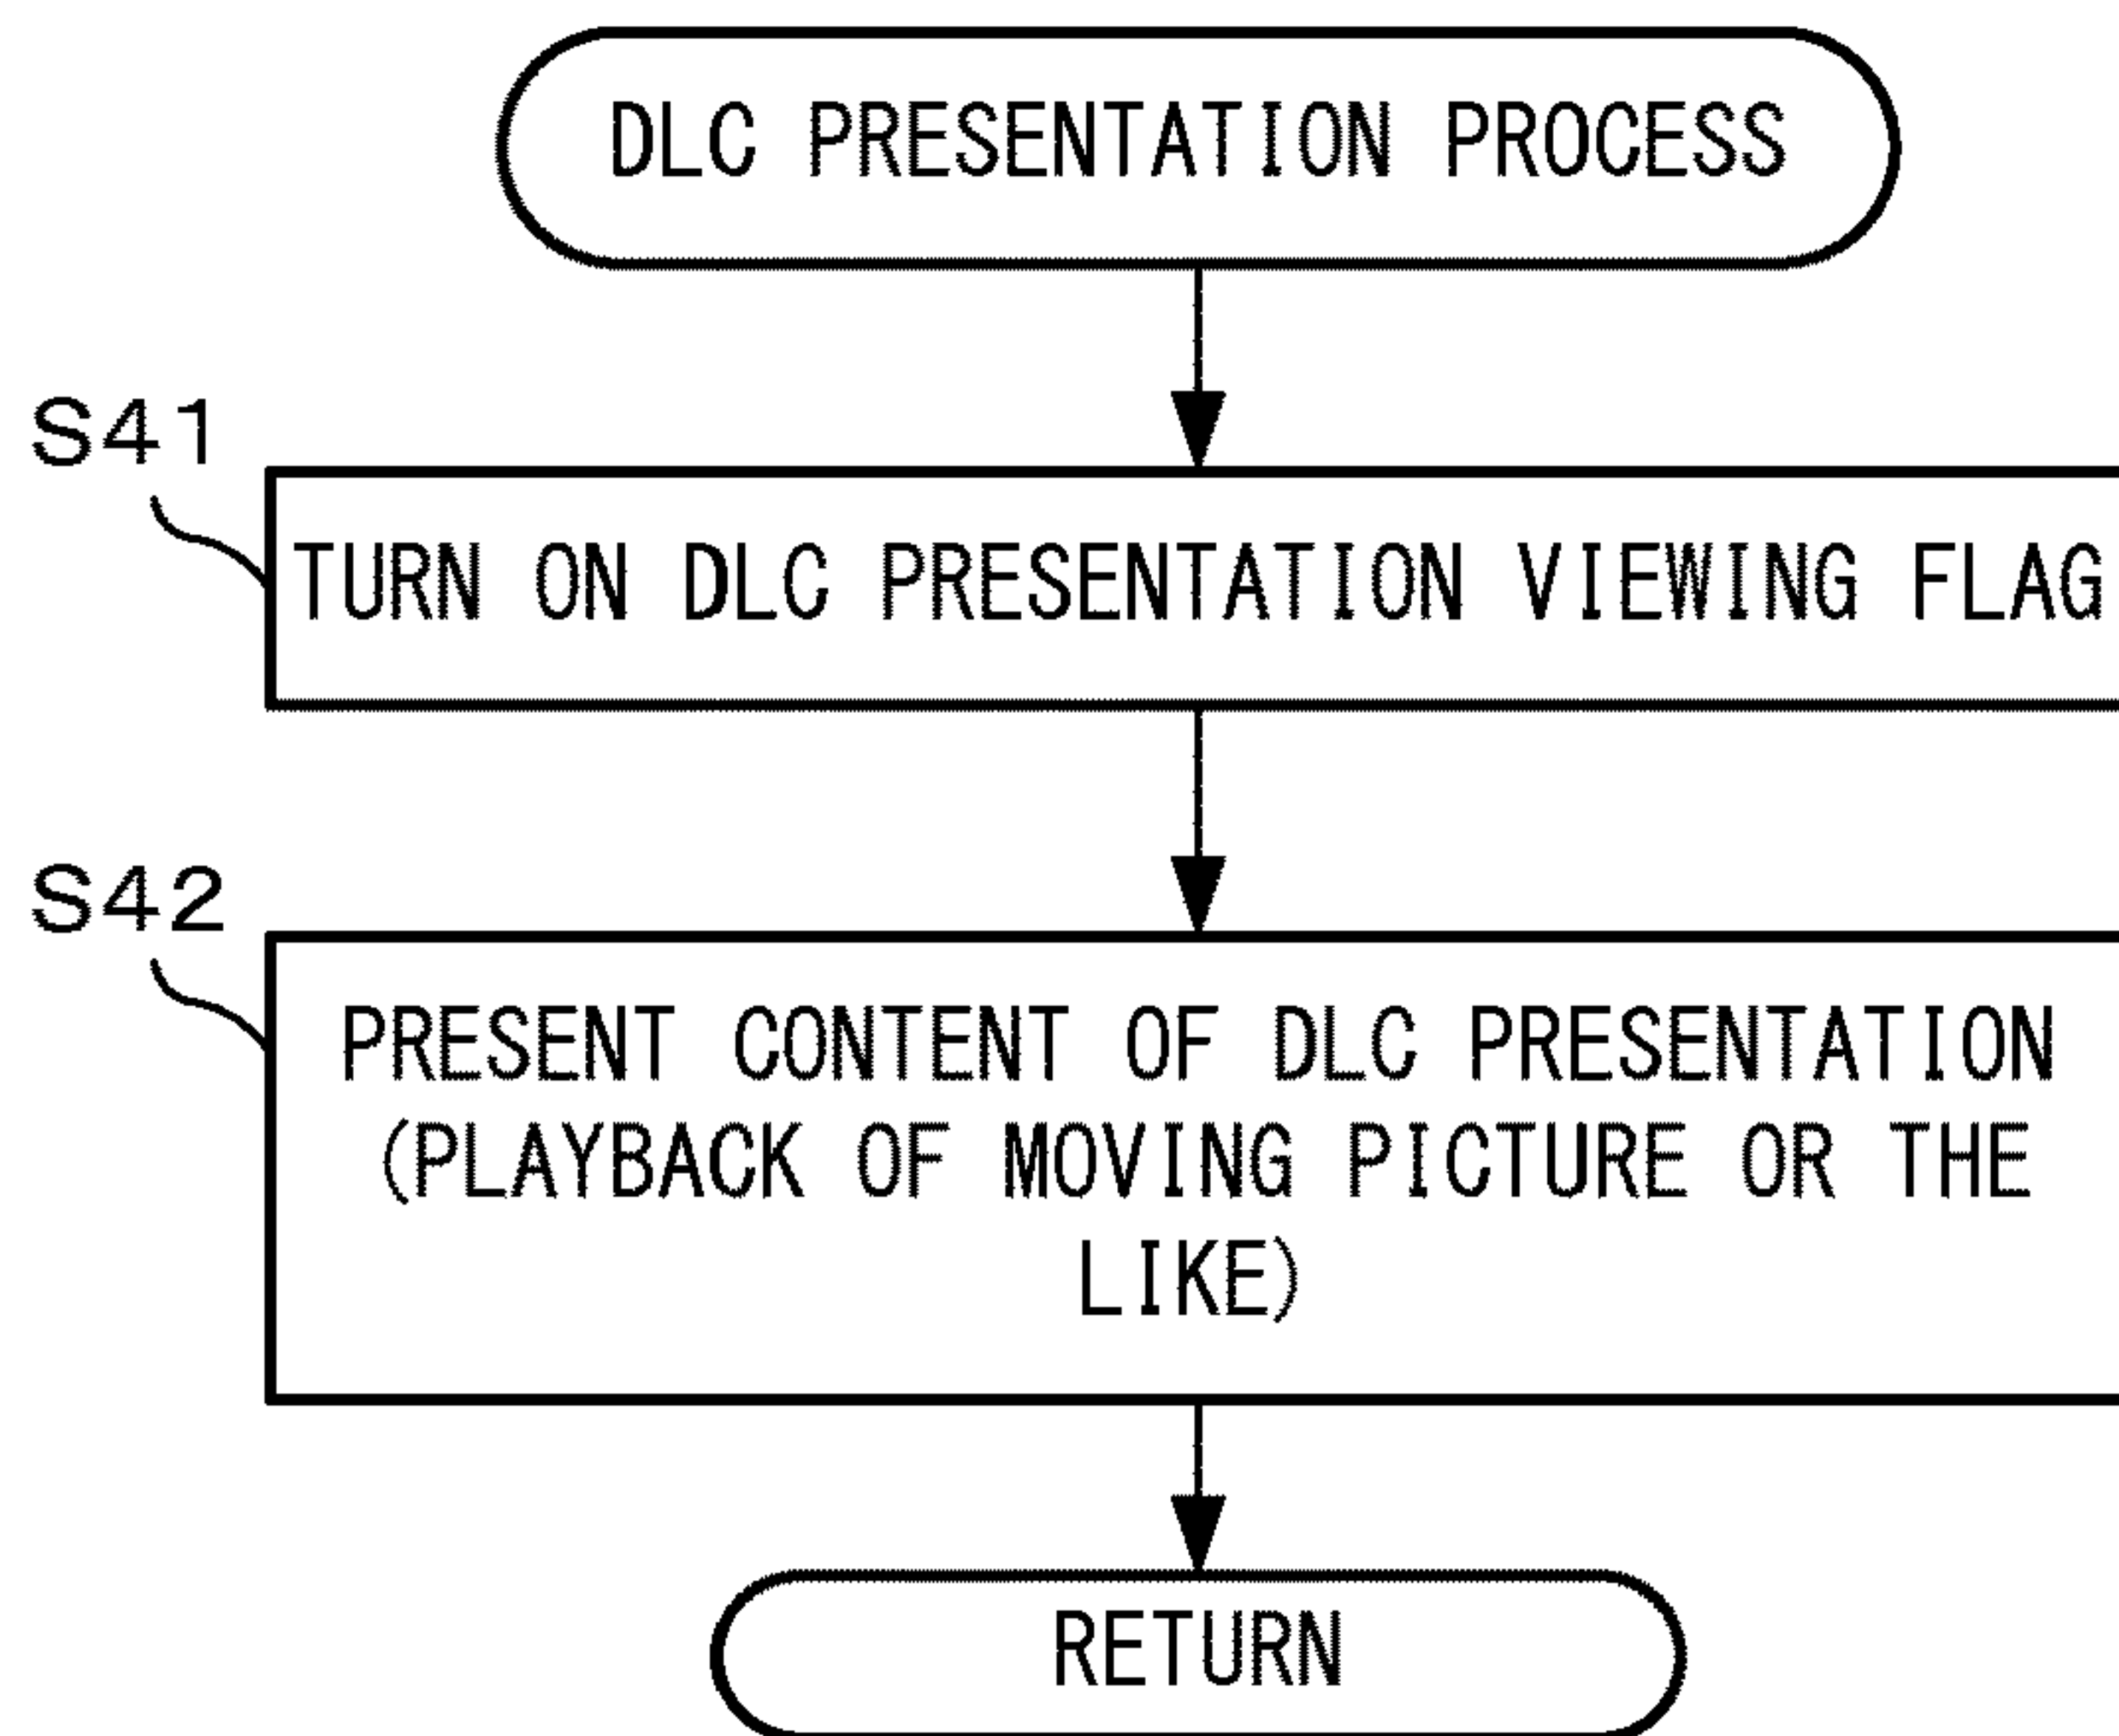 DLC PRESENTATION PROCESS
S41
TURN ON DLC PRESENTATION VIEWING FLAG
S42
PRESENT CONTENT OF DLC PRESENTATION
(PLAYBACK OF MOVING PICTURE OR THE
LIKE)
RETURN